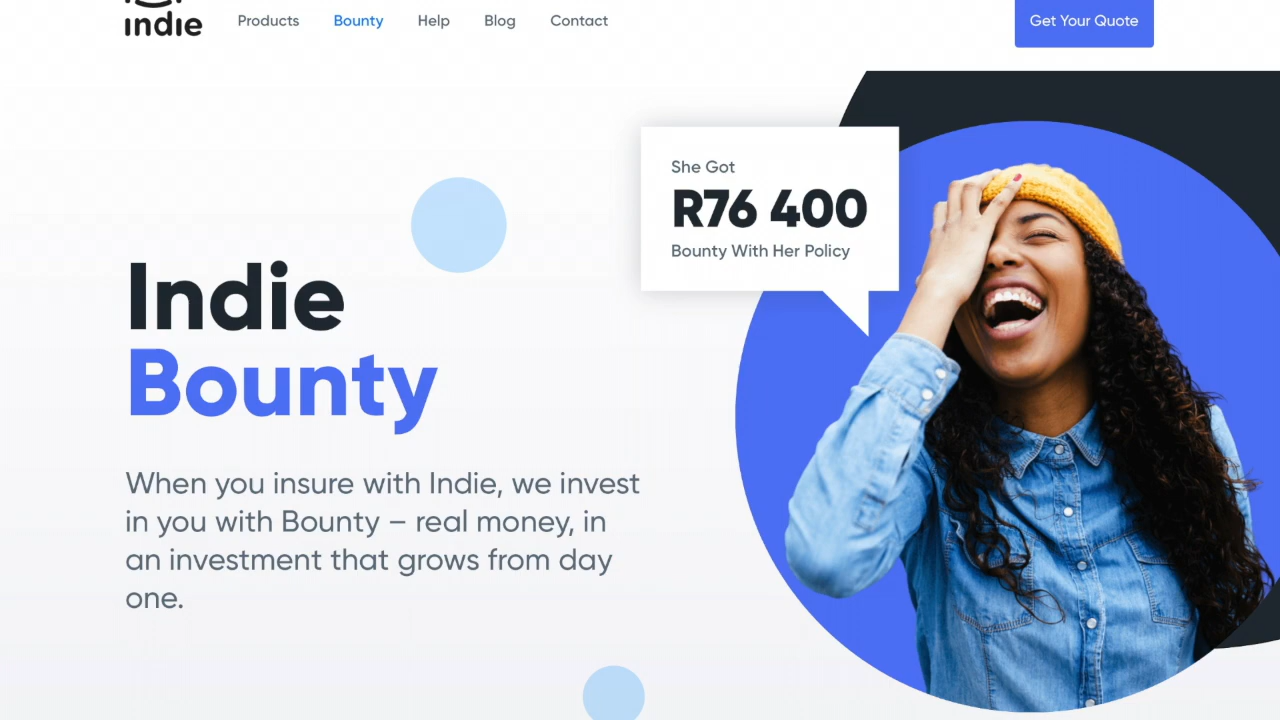 indie
Products
Bounty
Help
Blog
Contact
Get Your Quote
She Got
R76 400
Bounty With Her Policy
Indie
Bounty
When you insure with Indie, we invest
in you with Bounty – real money, in
an investment that grows from day
one.